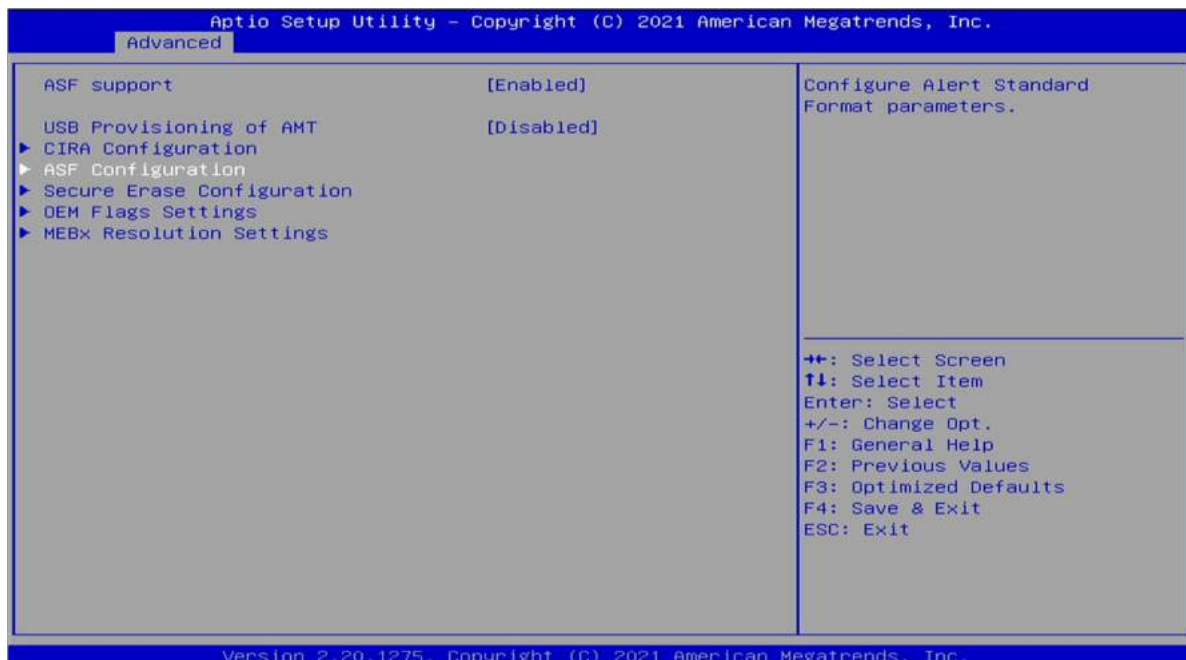 Aptio Setup Utility – Copyright (C) 2021 American Megatrends, Inc.
Advanced
ASF support [Enabled]
USB Provisioning of AMT [Disabled]
► CIRA Configuration
► ASF Configuration
► Secure Erase Configuration
► OEM Flags Settings
► MEBx Resolution Settings
Configure Alert Standard
Format parameters.
→←: Select Screen
↑↓: Select Item
Enter: Select
+/-: Change Opt.
F1: General Help
F2: Previous Values
F3: Optimized Defaults
F4: Save & Exit
ESC: Exit
Version 2.20.1275. Copyright (C) 2021 American Megatrends, Inc.